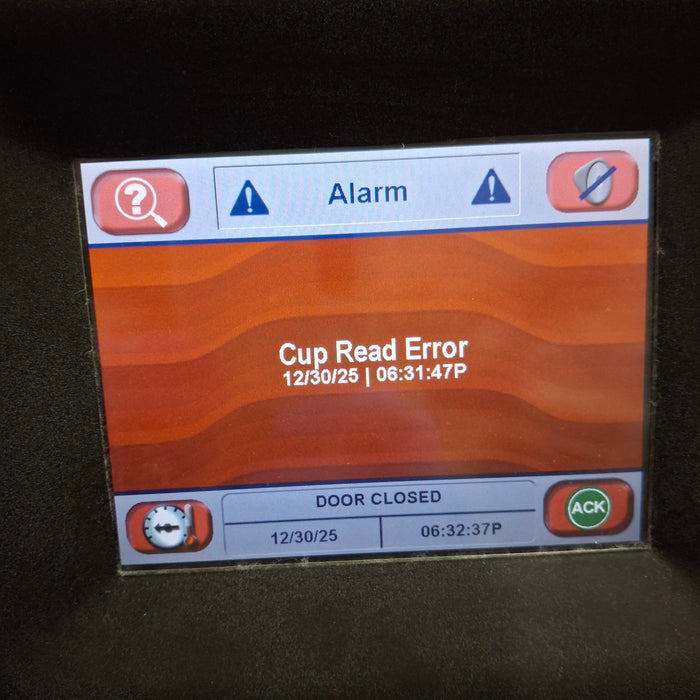 Alarm
Cup Read Error
12/30/25 | 06:31:47P
DOOR CLOSED
12/30/25
06:32:37P
ACK